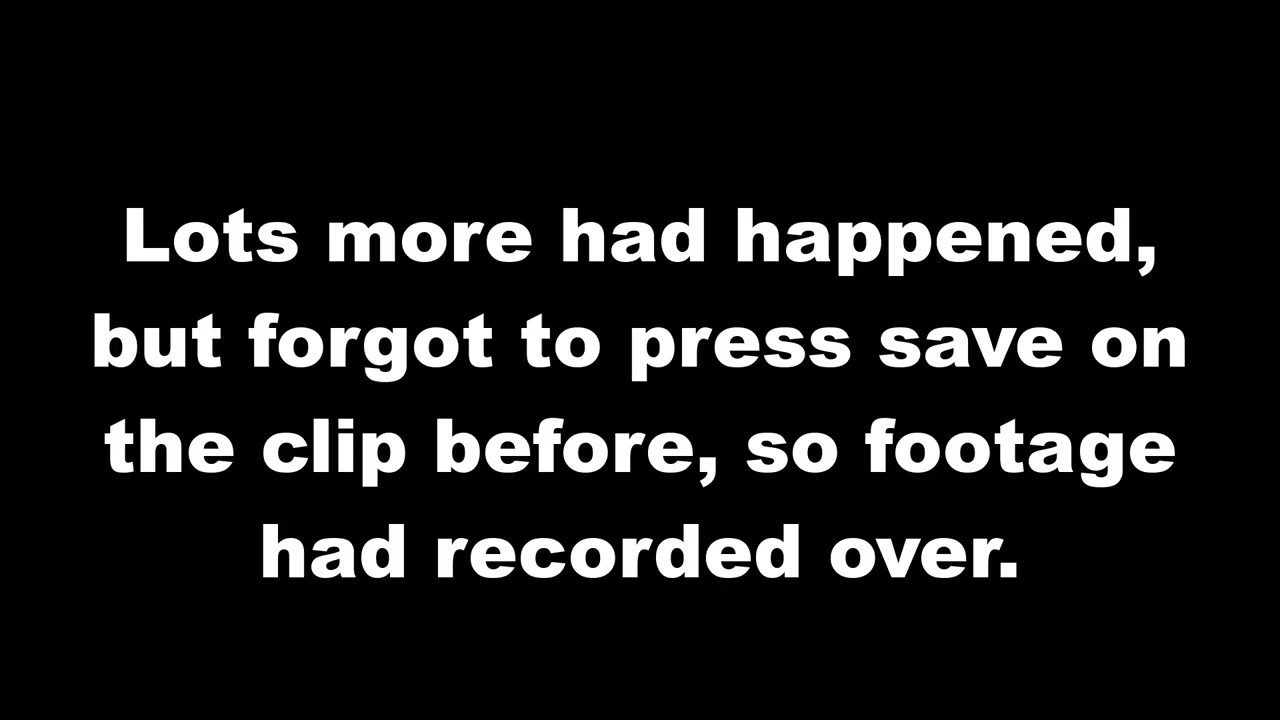 Lots more had happened,
but forgot to press save on
the clip before, so footage
had recorded over.